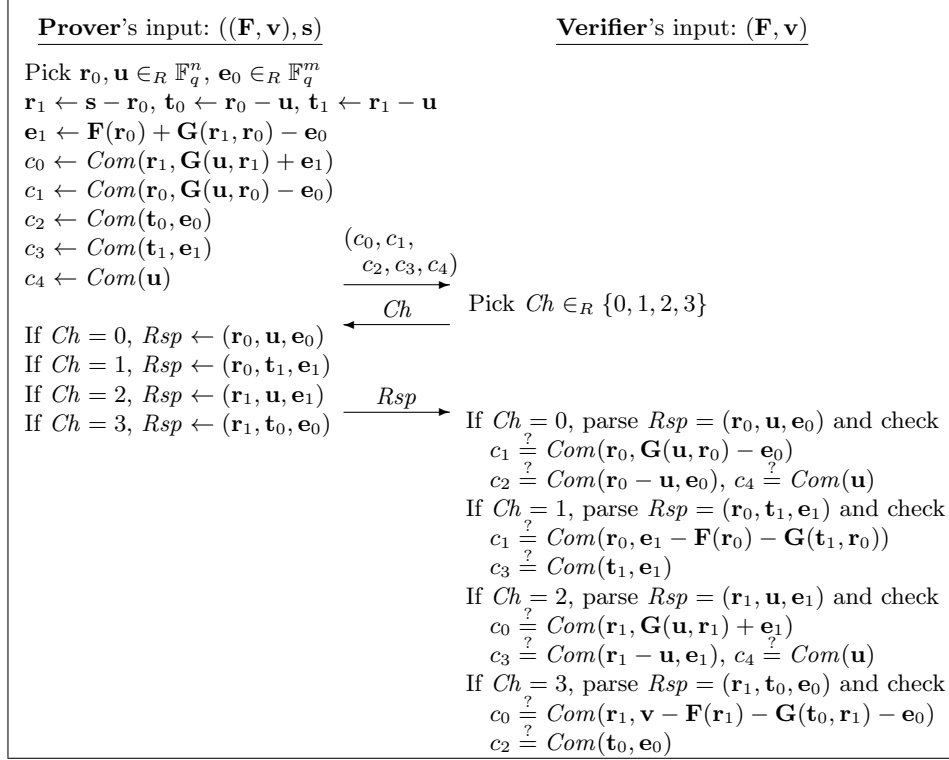 Prover's input: ((F, v), s)
Verifier's input: (F, v)
Pick r₀, u ∈_R 𝔽_q^n, e₀ ∈_R 𝔽_q^m
r₁ ← s − r₀, t₀ ← r₀ − u, t₁ ← r₁ − u
e₁ ← F(r₀) + G(r₁, r₀) − e₀
c₀ ← Com(r₁, G(u, r₁) + e₁)
c₁ ← Com(r₀, G(u, r₀) − e₀)
c₂ ← Com(t₀, e₀)
c₃ ← Com(t₁, e₁)
c₄ ← Com(u)
(c₀, c₁,
c₂, c₃, c₄)
Pick Ch ∈_R {0, 1, 2, 3}
Ch
If Ch = 0, Rsp ← (r₀, u, e₀)
If Ch = 1, Rsp ← (r₀, t₁, e₁)
If Ch = 2, Rsp ← (r₁, u, e₁)
If Ch = 3, Rsp ← (r₁, t₀, e₀)
Rsp
If Ch = 0, parse Rsp = (r₀, u, e₀) and check
c₁ ≟ Com(r₀, G(u, r₀) − e₀)
c₂ ≟ Com(r₀ − u, e₀), c₄ ≟ Com(u)
If Ch = 1, parse Rsp = (r₀, t₁, e₁) and check
c₁ ≟ Com(r₀, e₁ − F(r₀) − G(t₁, r₀))
c₃ ≟ Com(t₁, e₁)
If Ch = 2, parse Rsp = (r₁, u, e₁) and check
c₀ ≟ Com(r₁, G(u, r₁) + e₁)
c₃ ≟ Com(r₁ − u, e₁), c₄ ≟ Com(u)
If Ch = 3, parse Rsp = (r₁, t₀, e₀) and check
c₀ ≟ Com(r₁, v − F(r₁) − G(t₀, r₁) − e₀)
c₂ ≟ Com(t₀, e₀)